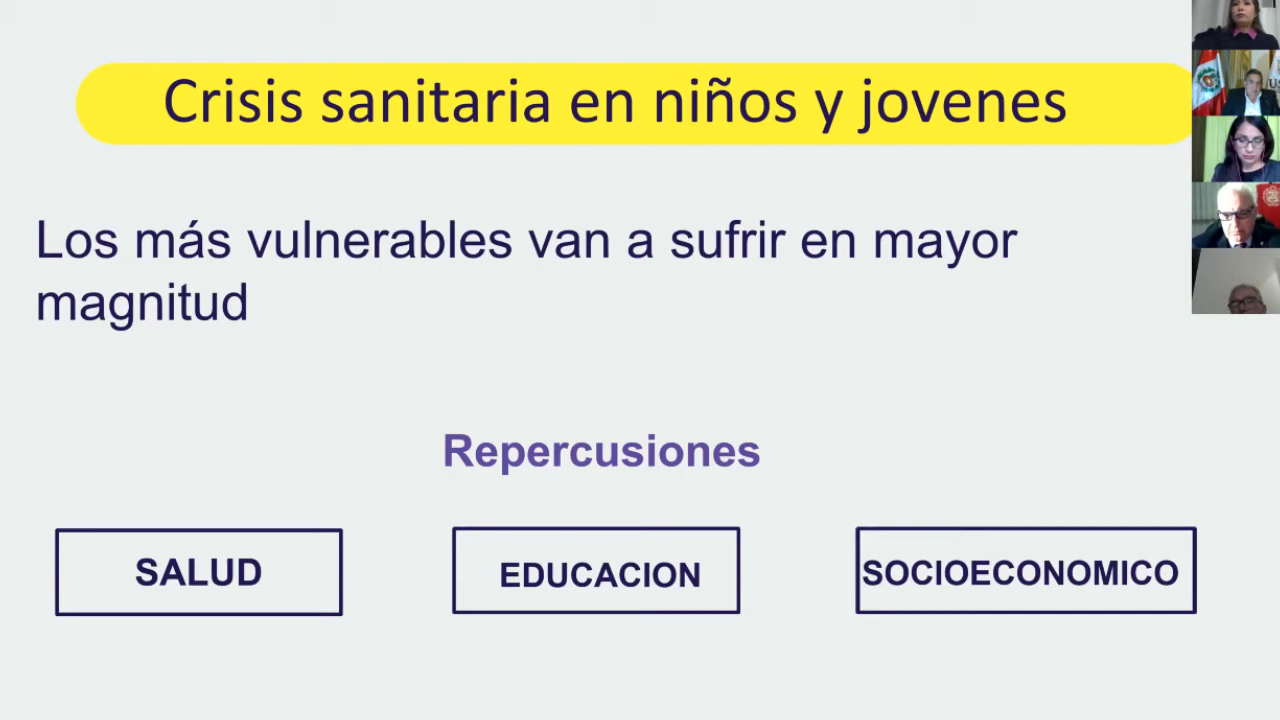 Crisis sanitaria en niños y jovenes
Los más vulnerables van a sufrir en mayor
magnitud
Repercusiones
SALUD
EDUCACION
SOCIOECONOMICO